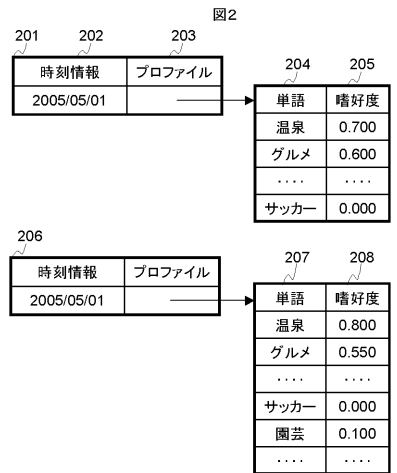 図2
201 202 203
時刻情報 プロファイル
2005/05/01
204 205
単語 嗜好度
温泉 0.700
グルメ 0.600
‥‥ ‥‥
サッカー 0.000
206
時刻情報 プロファイル
2005/05/01
207 208
単語 嗜好度
温泉 0.800
グルメ 0.550
‥‥ ‥‥
サッカー 0.000
園芸 0.100
‥‥ ‥‥